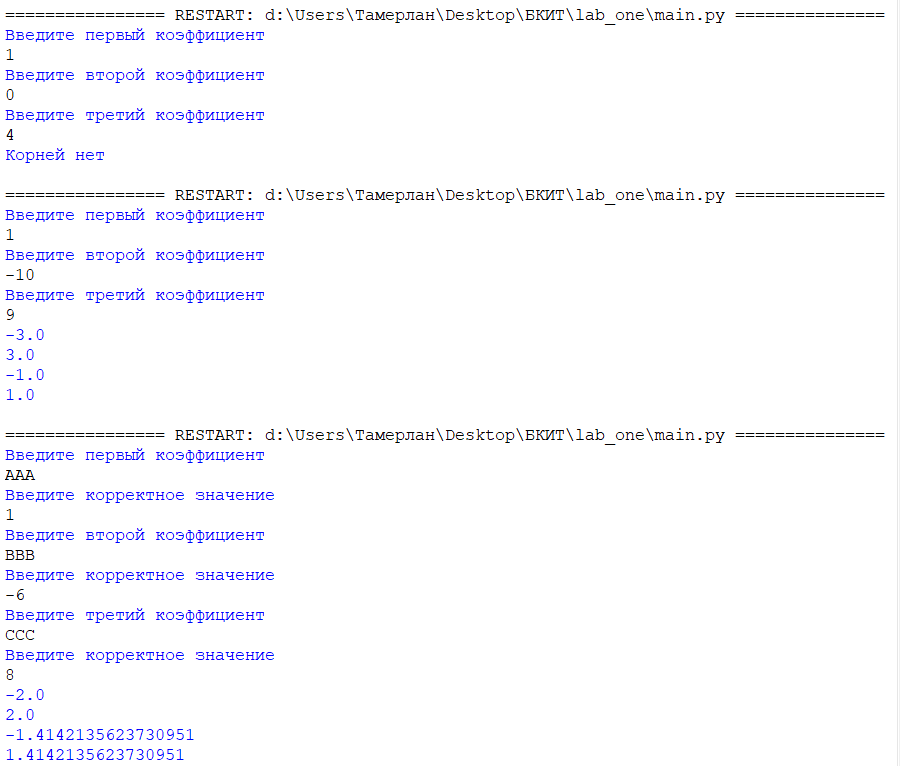 ================ RESTART: d:\Users\Тамерлан\Desktop\БКИТ\lab_one\main.py ===============
Введите первый коэффициент
1
Введите второй коэффициент
0
Введите третий коэффициент
4
Корней нет
================ RESTART: d:\Users\Тамерлан\Desktop\БКИТ\lab_one\main.py ===============
Введите первый коэффициент
1
Введите второй коэффициент
-10
Введите третий коэффициент
9
-3.0
3.0
-1.0
1.0
================ RESTART: d:\Users\Тамерлан\Desktop\БКИТ\lab_one\main.py ===============
Введите первый коэффициент
AAA
Введите корректное значение
1
Введите второй коэффициент
BBB
Введите корректное значение
-6
Введите третий коэффициент
CCC
Введите корректное значение
8
-2.0
2.0
-1.4142135623730951
1.4142135623730951